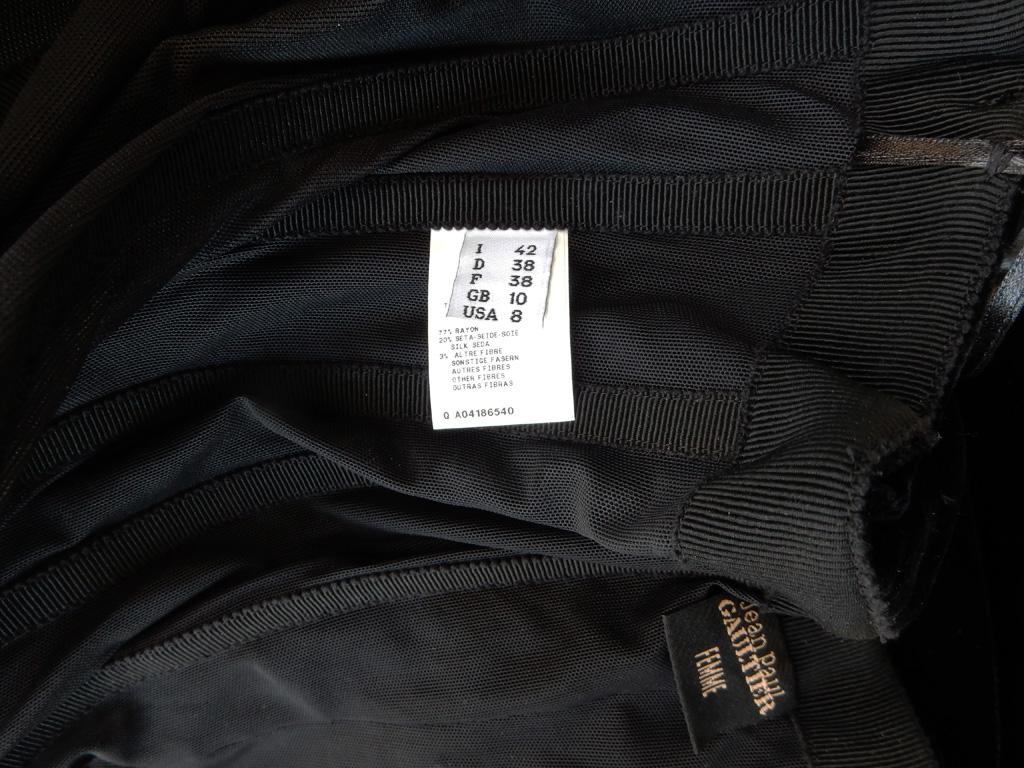 I 42
D 38
F 38
GB 10
USA 8
77% RAYON
20% SETA-SEIDE-SOIE
SILK SEDA
3% ALTRE FIBRE
SONSTIGE FASERN
AUTRES FIBRES
OTHER FIBRES
OUTRAS FIBRAS
Q A04186540
Jean Paul
GAULTIER
FEMME